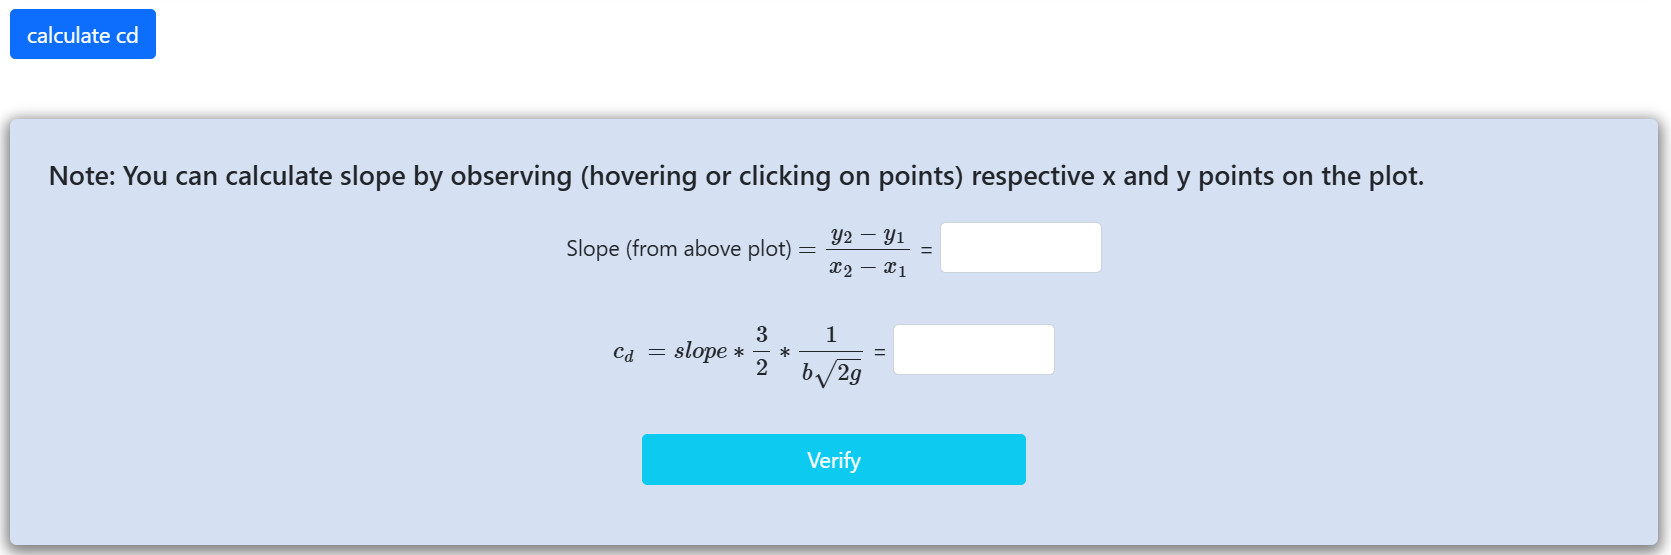 calculate cd
Note: You can calculate slope by observing (hovering or clicking on points) respective x and y points on the plot.
Slope (from above plot) = \frac{y_2 - y_1}{x_2 - x_1} =
c_d = slope * \frac{3}{2} * \frac{1}{b\sqrt{2g}} =
Verify